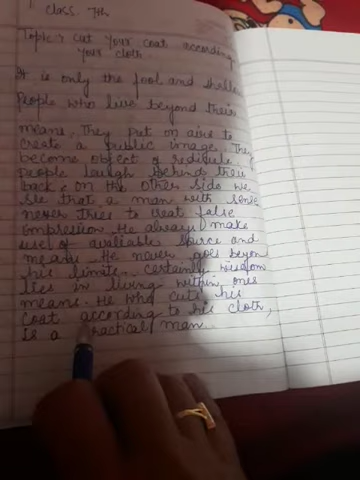 Class 7th
Topic: Cut your coat according
your cloth
It is only the fool and shallow
people who live beyond their
means. They put on airs to
create a public image. They
become object of redicule.
people laugh behind their
back. On the other side we
see that a man with sense
never tries to creat false
impression. He always make
use of available source and
means. He never goes beyon
his limits. Certainly wisdom
lies in living within ones
means. He who cuts his
coat according to his cloth,
is a practical man.